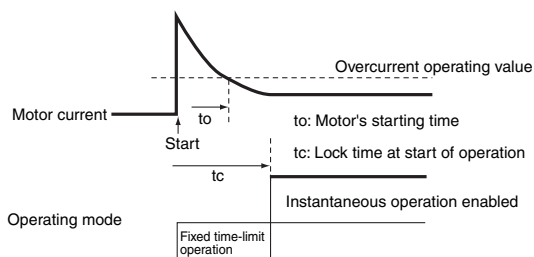 Overcurrent operating value
Motor current
to
to: Motor's starting time
Start
tc: Lock time at start of operation
tc
Instantaneous operation enabled
Operating mode
Fixed time-limit
operation